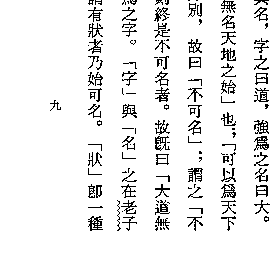 其名，字之曰道，強爲之名曰大。
無名天地之始」也；「可以爲天下
別，故曰「不可名」；謂之「不
則終是不可名者。故旣曰「大道無
爲之字。「字」與「名」之在老子
謂有狀者乃始可名。「狀」卽一種
九